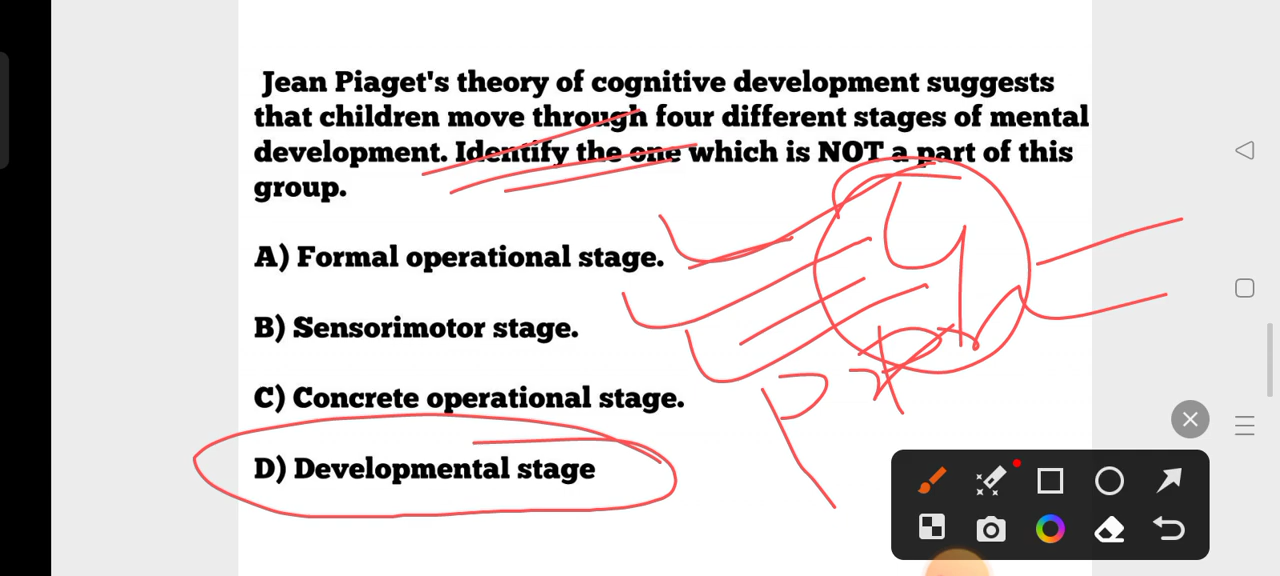 Jean Piaget's theory of cognitive development suggests
that children move through four different stages of mental
development. Identify the one which is NOT a part of this
group.
A) Formal operational stage.
B) Sensorimotor stage.
C) Concrete operational stage.
D) Developmental stage